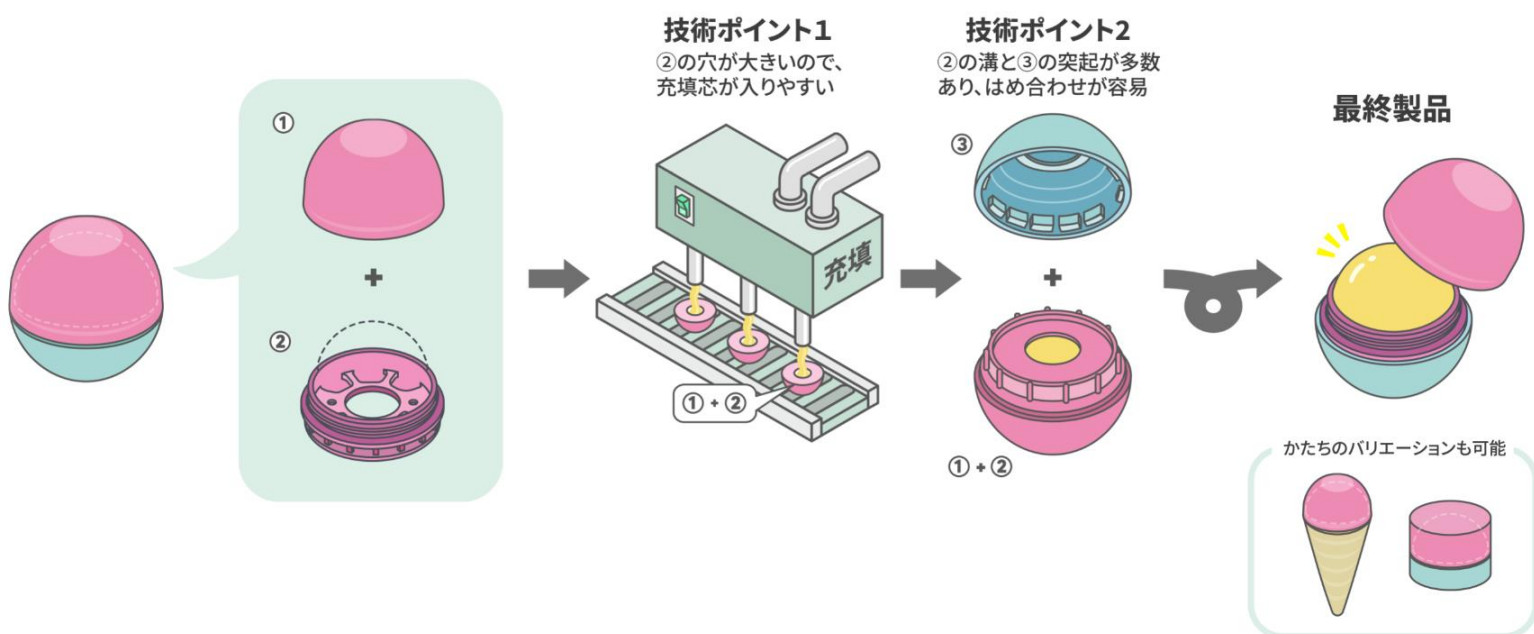 ①
+
②
技術ポイント1
②の穴が大きいので、
充填芯が入りやすい
充填
① + ②
技術ポイント2
②の溝と③の突起が多数
あり、はめ合わせが容易
③
+
① + ②
最終製品
かたちのバリエーションも可能